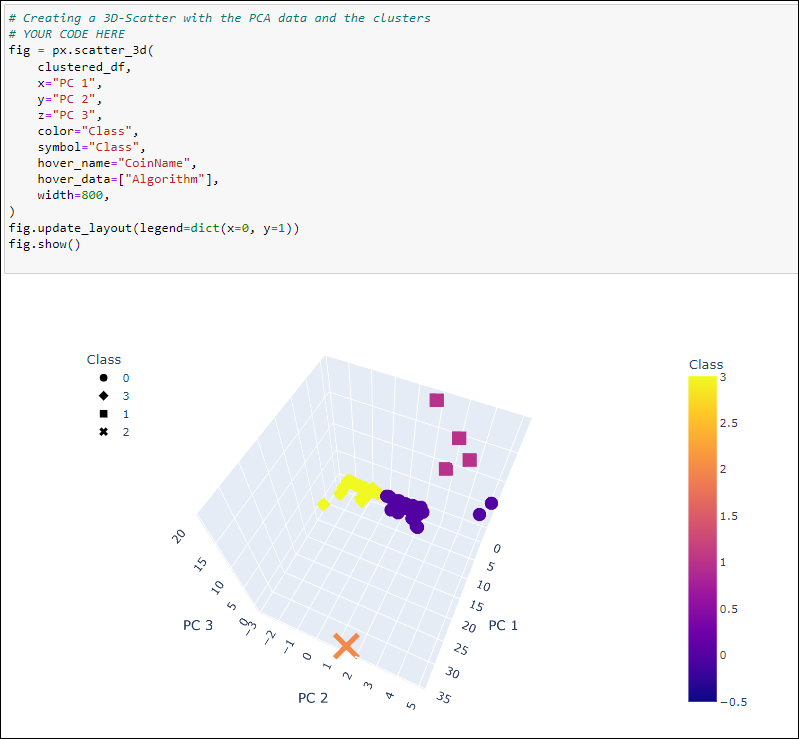 # Creating a 3D-Scatter with the PCA data and the clusters
# YOUR CODE HERE
fig = px.scatter_3d(
    clustered_df,
    x="PC 1",
    y="PC 2",
    z="PC 3",
    color="Class",
    symbol="Class",
    hover_name="CoinName",
    hover_data=["Algorithm"],
    width=800,
)
fig.update_layout(legend=dict(x=0, y=1))
fig.show()
Class
0
3
1
2
20
15
10
5
0
PC 3
−3
−2
−1
0
1
2
3
4
5
PC 2
0
5
10
15
20
25
30
35
PC 1
Class
3
2.5
2
1.5
1
0.5
0
−0.5